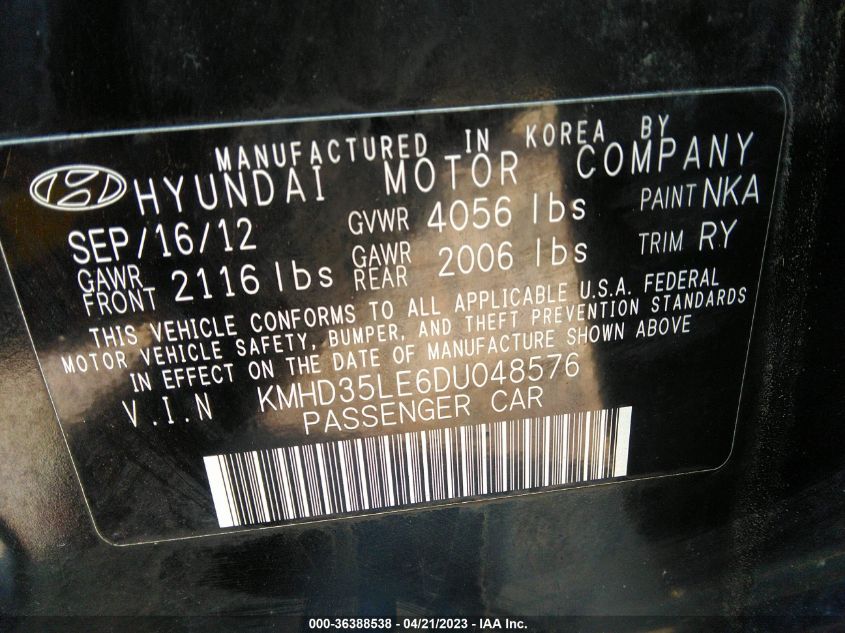 MANUFACTURED IN KOREA BY
HYUNDAI MOTOR COMPANY
SEP/16/12 GVWR 4056 lbs PAINT NKA
GAWR FRONT 2116 lbs GAWR REAR 2006 lbs TRIM RY
THIS VEHICLE CONFORMS TO ALL APPLICABLE U.S.A. FEDERAL
MOTOR VEHICLE SAFETY, BUMPER, AND THEFT PREVENTION STANDARDS
IN EFFECT ON THE DATE OF MANUFACTURE SHOWN ABOVE
V.I.N KMHD35LE6DU048576
PASSENGER CAR
000-36388538 - 04/21/2023 - IAA Inc.